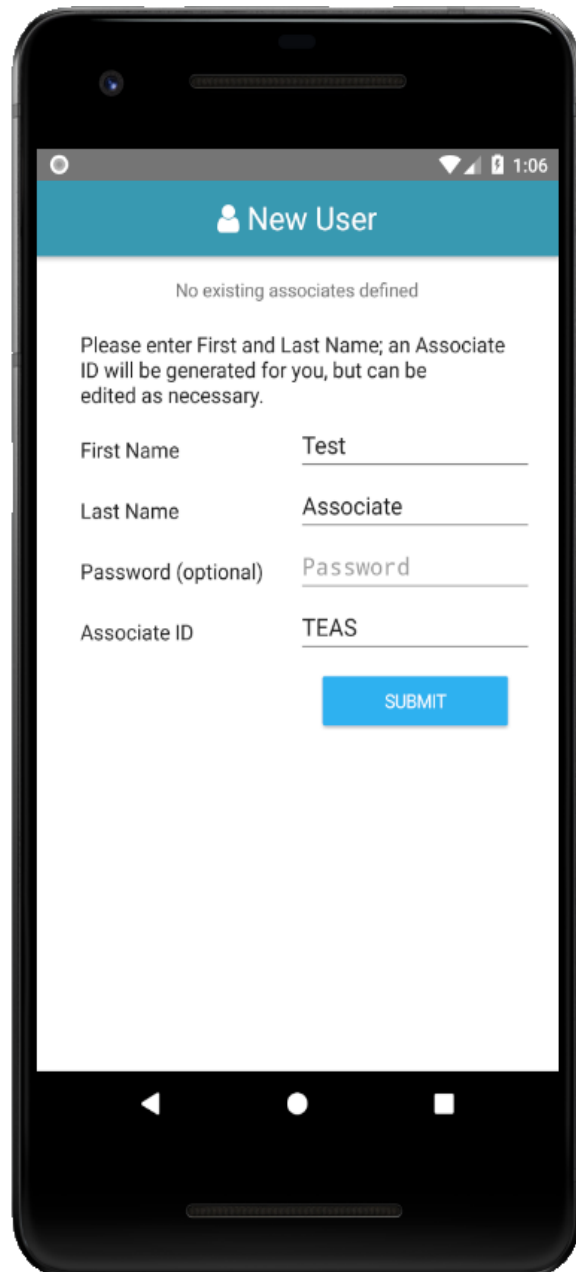 1:06
New User
No existing associates defined
Please enter First and Last Name; an Associate
ID will be generated for you, but can be
edited as necessary.
First Name Test
Last Name Associate
Password (optional) Password
Associate ID TEAS
SUBMIT